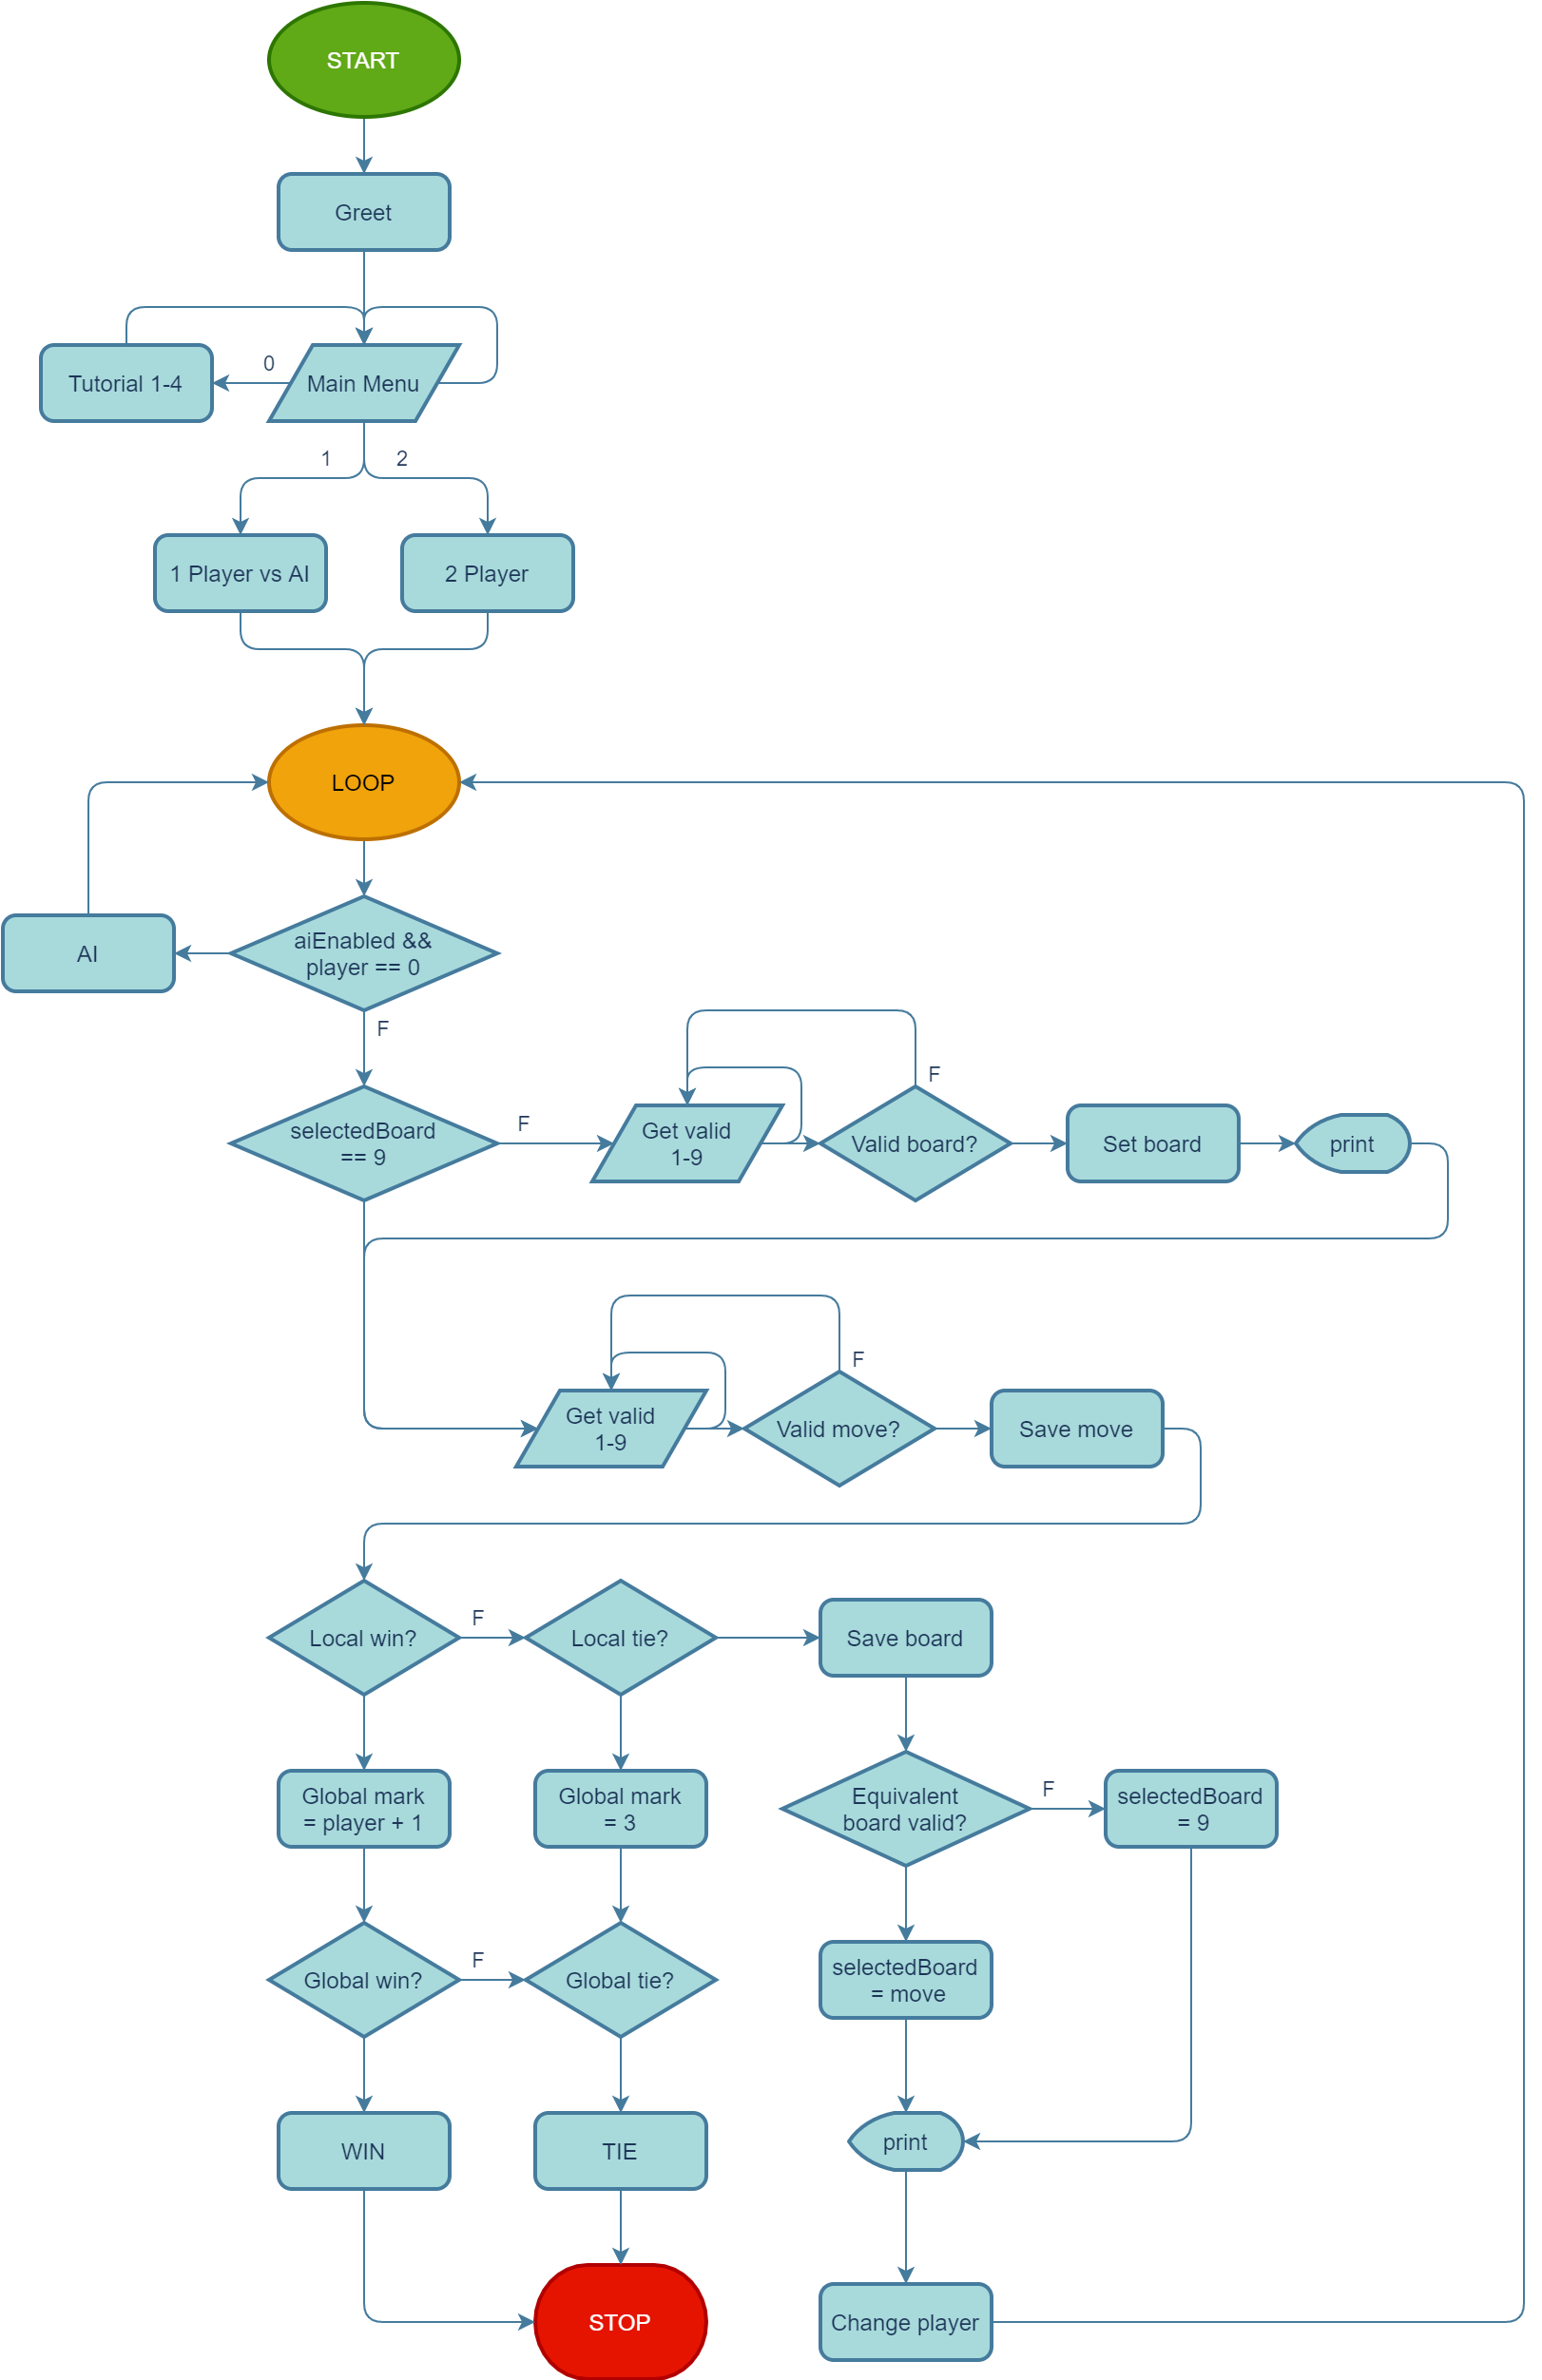 START
Greet
Tutorial 1-4
0
Main Menu
1
2
1 Player vs AI
2 Player
LOOP
AI
aiEnabled &&
player == 0
F
selectedBoard
== 9
F
Get valid
1-9
F
Valid board?
Set board
print
Get valid
1-9
F
Valid move?
Save move
Local win?
F
Local tie?
Save board
Global mark
= player + 1
Global mark
= 3
Equivalent
board valid?
F
selectedBoard
= 9
Global win?
F
Global tie?
selectedBoard
= move
WIN
TIE
print
STOP
Change player